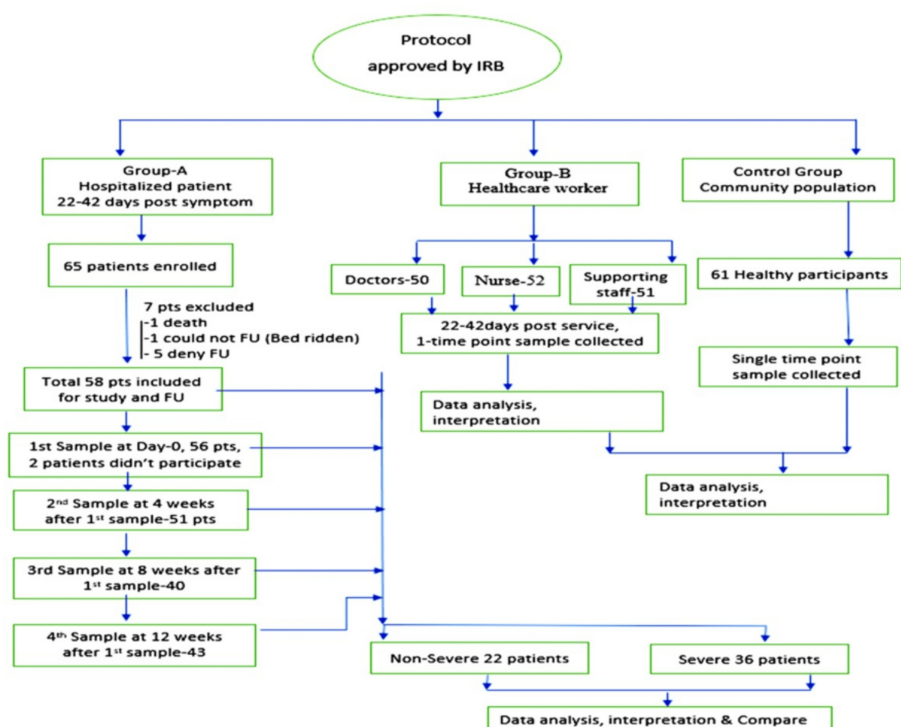 Protocol
approved by IRB
Group-A
Hospitalized patient
22-42 days post symptom
Group-B
Healthcare worker
Control Group
Community population
65 patients enrolled
Doctors-50
Nurse-52
Supporting
staff-51
61 Healthy participants
7 pts excluded
-1 death
-1 could not FU (Bed ridden)
- 5 deny FU
22-42days post service,
1-time point sample collected
Single time point
sample collected
Total 58 pts included
for study and FU
Data analysis,
interpretation
1st Sample at Day-0, 56 pts,
2 patients didn't participate
Data analysis,
interpretation
2nd Sample at 4 weeks
after 1st sample-51 pts
3rd Sample at 8 weeks after
1st sample-40
4th Sample at 12 weeks
after 1st sample-43
Non-Severe 22 patients
Severe 36 patients
Data analysis, interpretation & Compare